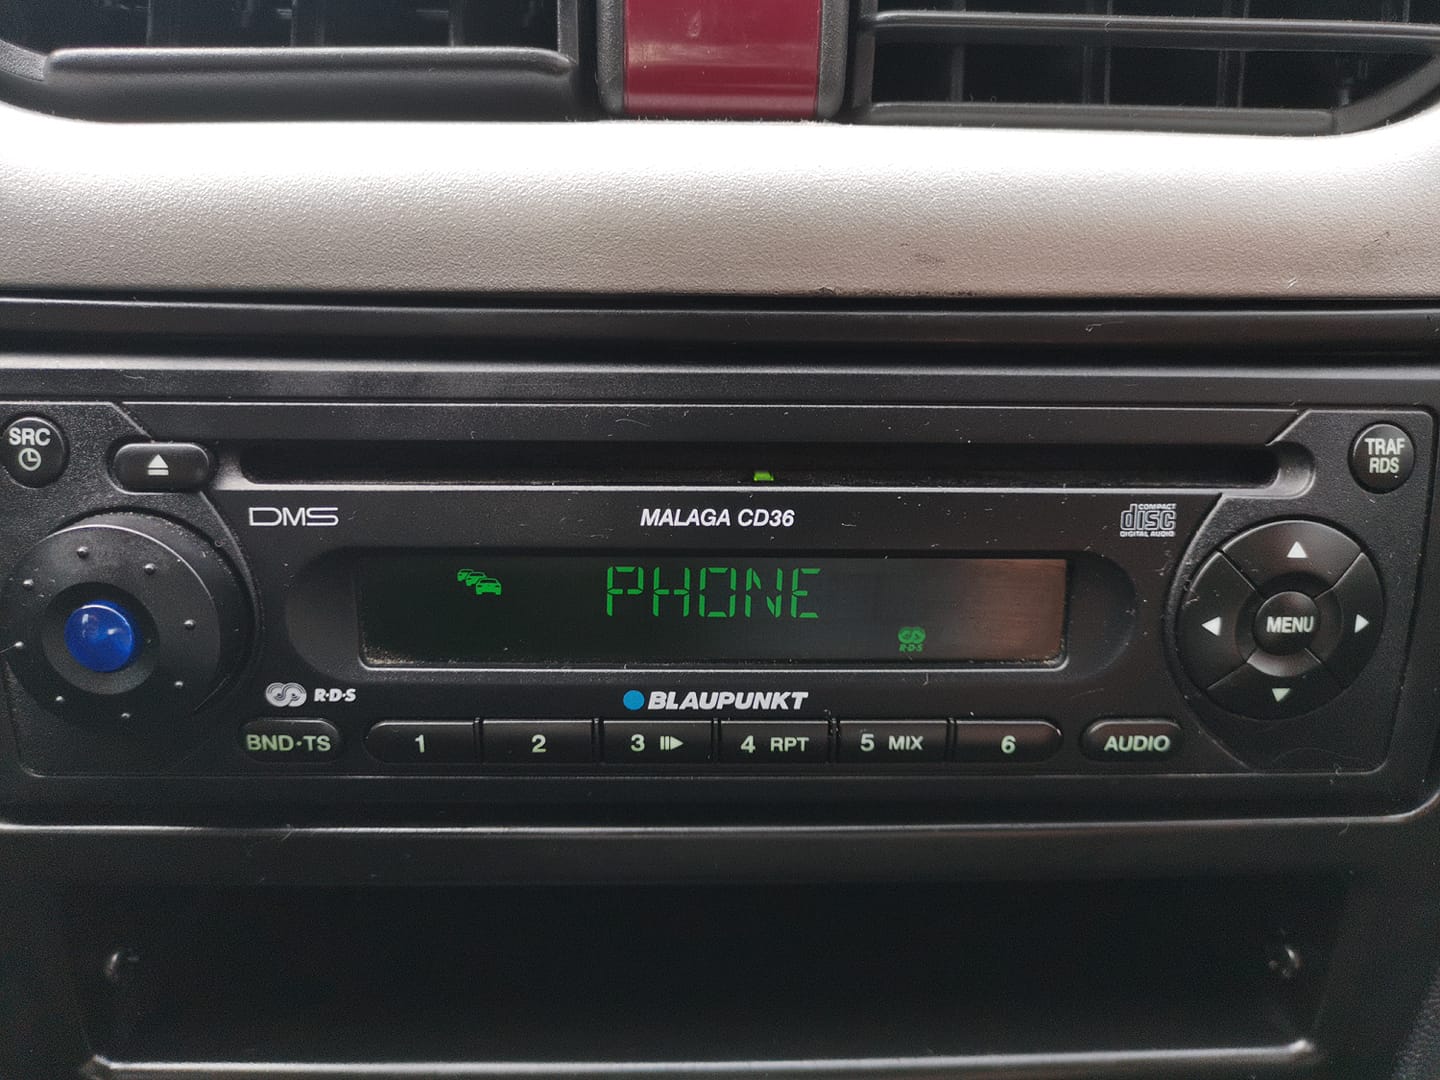 SRC
TRAF
RDS
DMS
MALAGA CD36
COMPACT
disc
DIGITAL AUDIO
PHONE
R·D·S
MENU
R·D·S
BLAUPUNKT
BND·TS
1
2
3
4 RPT
5 MIX
6
AUDIO